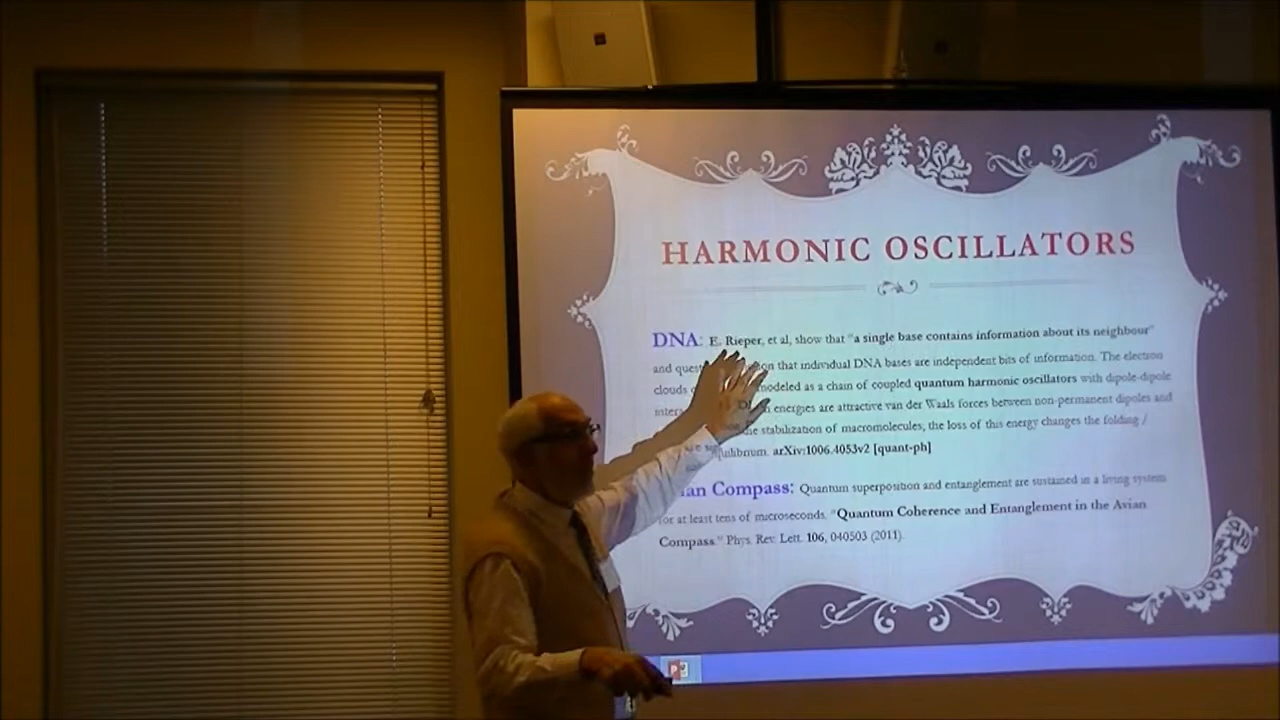 HARMONIC OSCILLATORS
DNA: E. Rieper, et al, show that "a single base contains information about its neighbour"
and that individual DNA bases are independent bits of information. The electron
clouds modeled as a chain of coupled quantum harmonic oscillators with dipole-dipole
energies are attractive van der Waals forces between non-permanent dipoles and
the stabilization of macromolecules; the loss of this energy changes the folding /
arXiv:1006.4053v2 [quant-ph]
Compass: Quantum superposition and entanglement are sustained in a living system
for at least tens of microseconds. "Quantum Coherence and Entanglement in the Avian
Compass." Phys. Rev. Lett. 106, 040503 (2011).